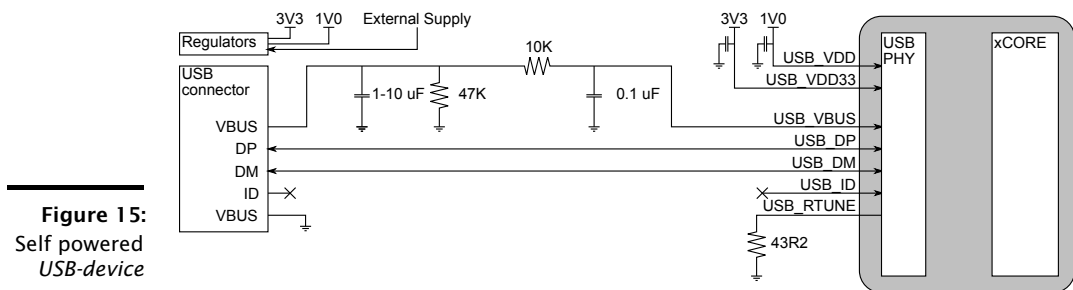 3V3 1V0 External Supply
Regulators
USB
connector
VBUS
DP
DM
ID
VBUS
1-10 uF
47K
10K
0.1 uF
3V3 1V0
USB_VDD
USB_VDD33
USB_VBUS
USB_DP
USB_DM
USB_ID
USB_RTUNE
43R2
USB
PHY
xCORE
Figure 15:
Self powered
USB-device